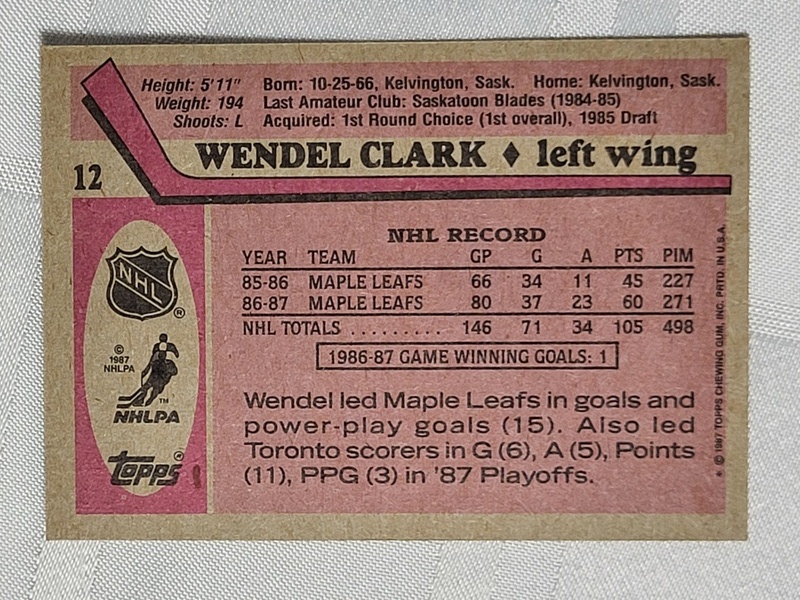 Height: 5'11" Born: 10-25-66, Kelvington, Sask. Home: Kelvington, Sask.
Weight: 194 Last Amateur Club: Saskatoon Blades (1984-85)
Shoots: L Acquired: 1st Round Choice (1st overall), 1985 Draft
12 WENDEL CLARK ♦ left wing
NHL RECORD
YEAR TEAM GP G A PTS PIM
85-86 MAPLE LEAFS 66 34 11 45 227
86-87 MAPLE LEAFS 80 37 23 60 271
NHL TOTALS ......... 146 71 34 105 498
1986-87 GAME WINNING GOALS: 1
Wendel led Maple Leafs in goals and
power-play goals (15). Also led
Toronto scorers in G (6), A (5), Points
(11), PPG (3) in '87 Playoffs.
NHL ®
©
1987
NHLPA
TM
NHLPA
topps ®
* © 1987 TOPPS CHEWING GUM, INC. PRTD. IN U.S.A.